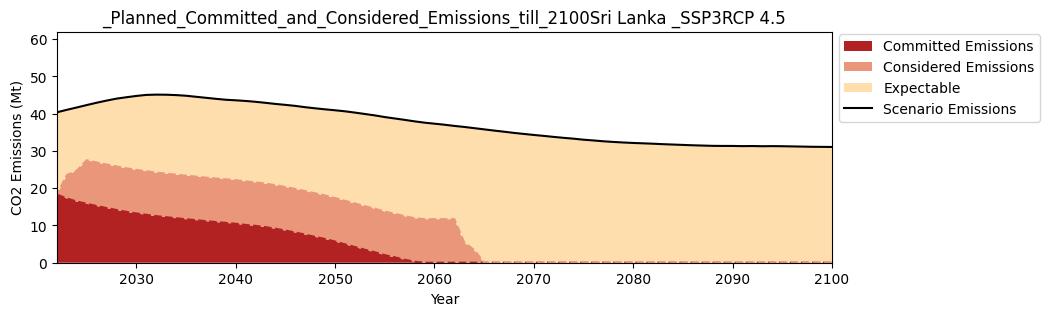 _Planned_Committed_and_Considered_Emissions_till_2100Sri Lanka _SSP3RCP 4.5
60
50
40
30
20
10
0
CO2 Emissions (Mt)
2030 2040 2050 2060 2070 2080 2090 2100
Year
Committed Emissions
Considered Emissions
Expectable
Scenario Emissions